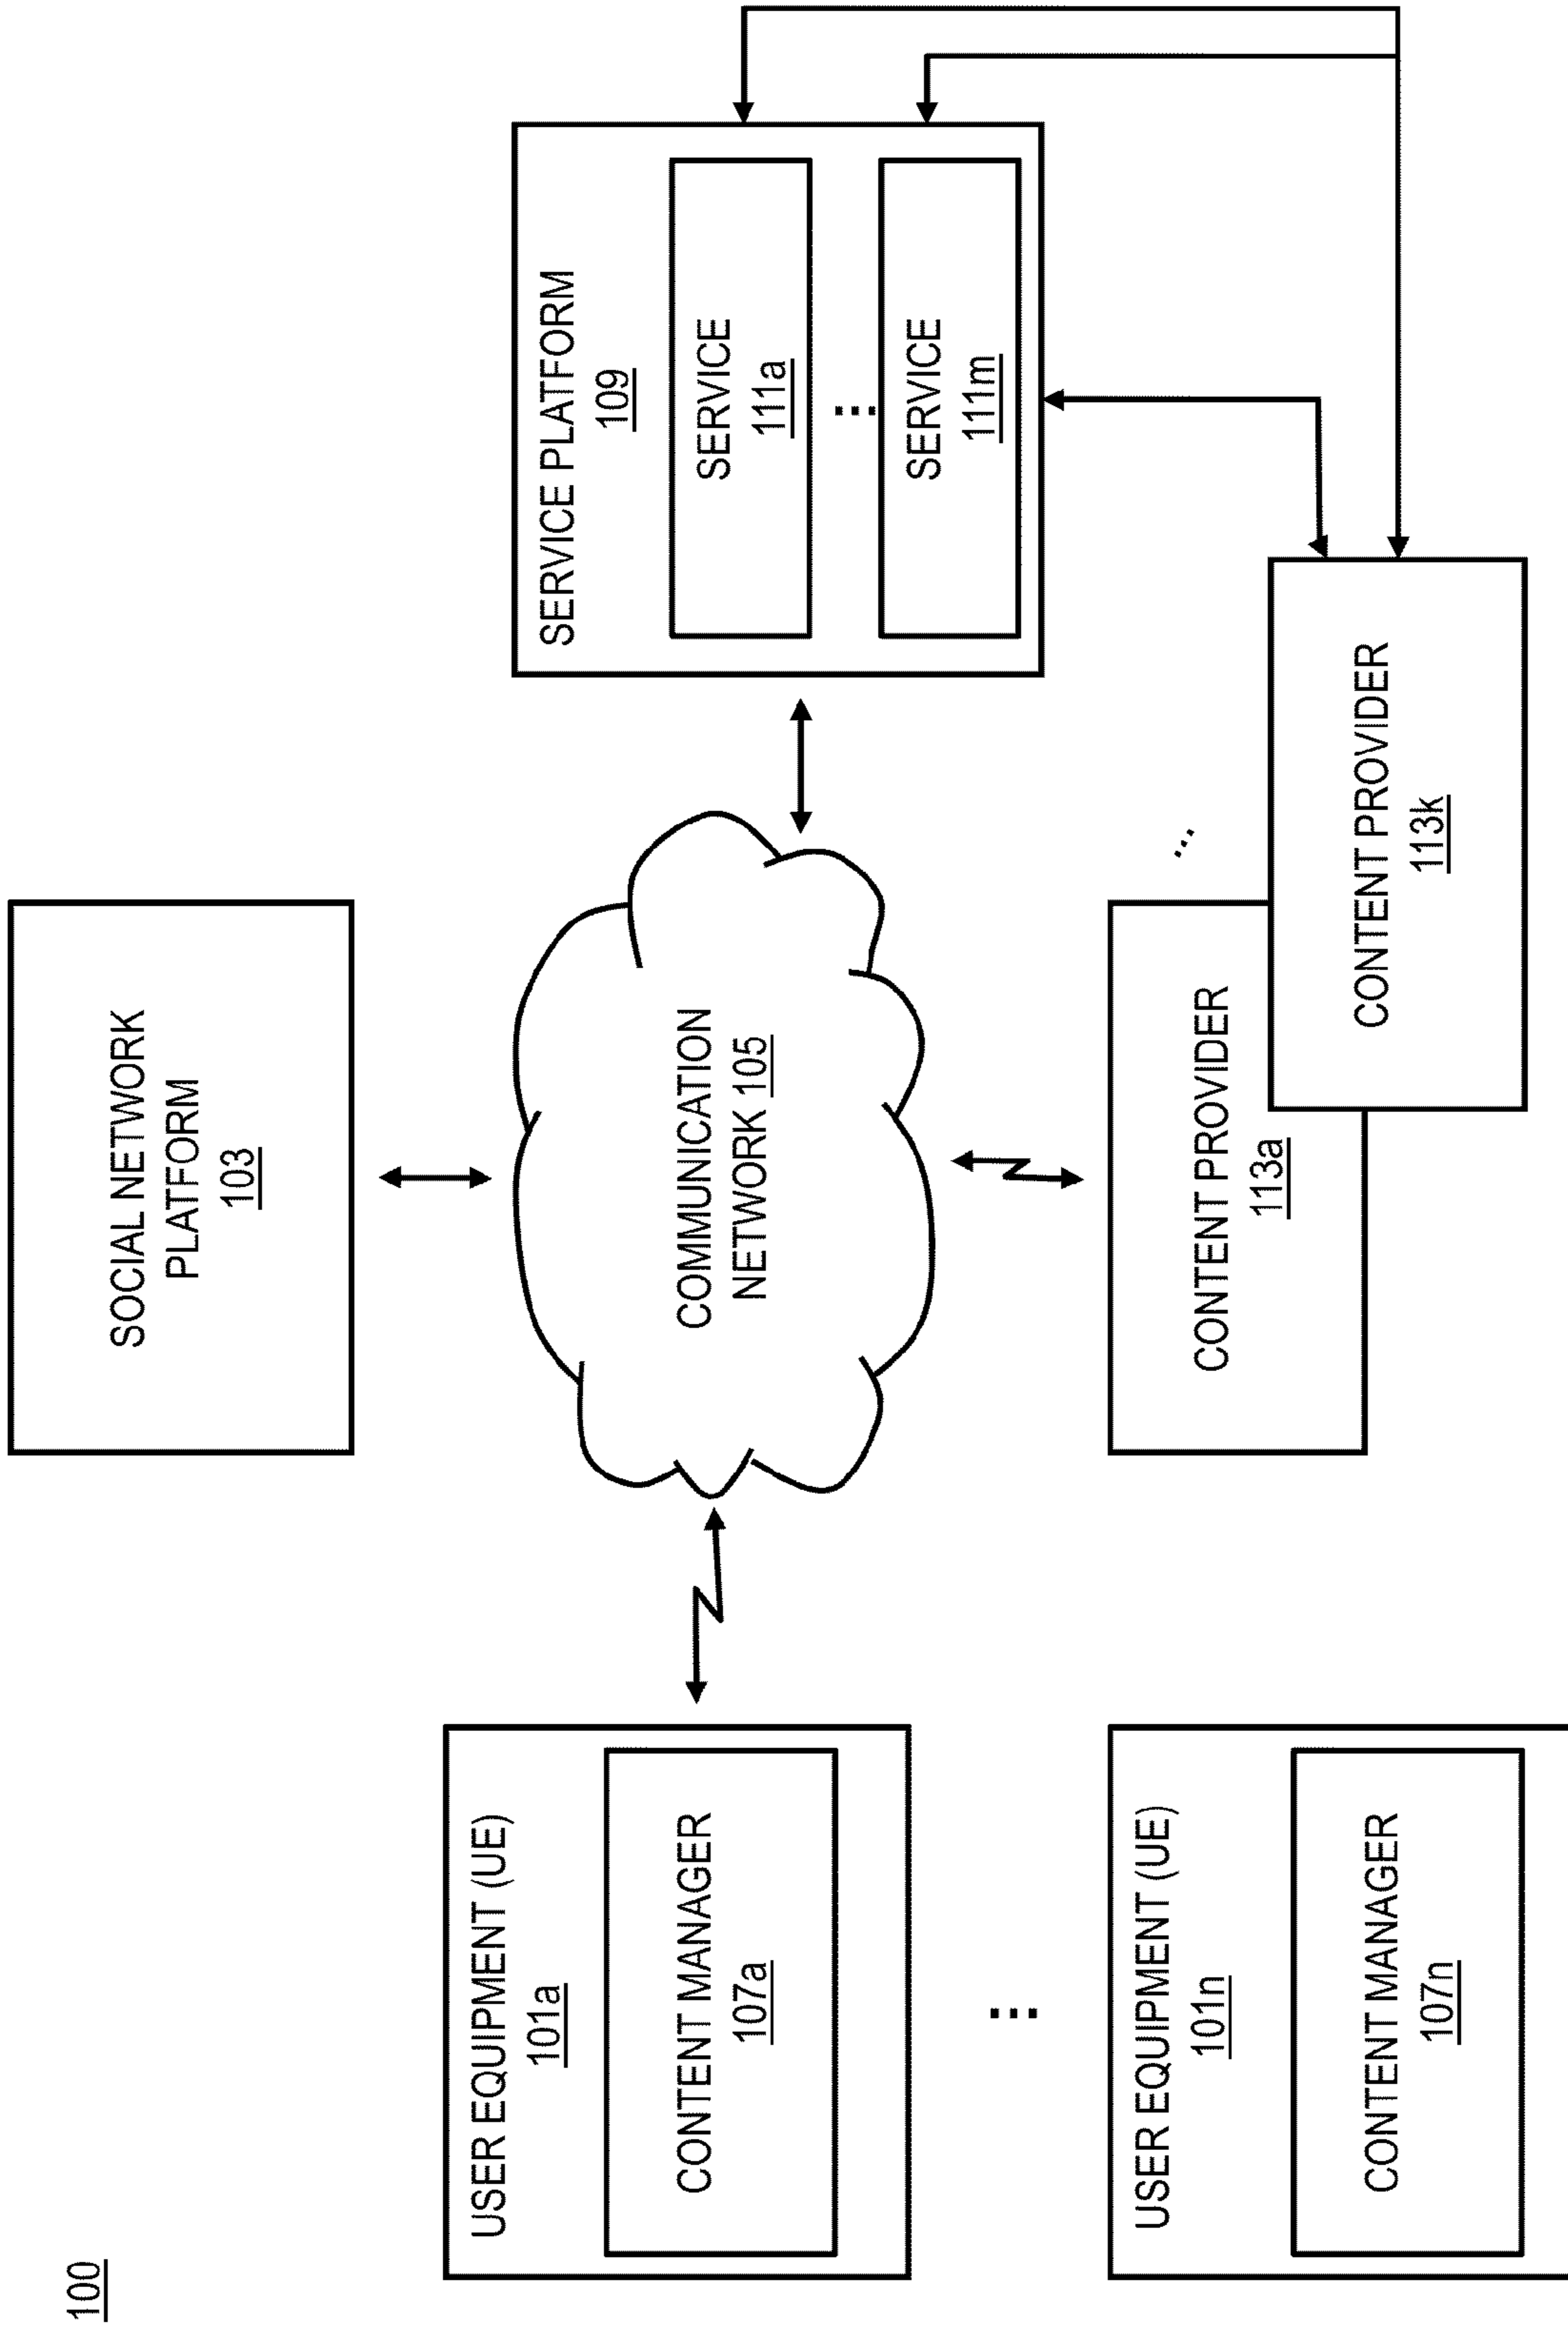 100
SOCIAL NETWORK
PLATFORM
103
USER EQUIPMENT (UE)
101a
CONTENT MANAGER
107a
...
USER EQUIPMENT (UE)
101n
CONTENT MANAGER
107n
COMMUNICATION
NETWORK 105
SERVICE PLATFORM
109
SERVICE
111a
...
SERVICE
111m
CONTENT PROVIDER
113a
...
CONTENT PROVIDER
113k